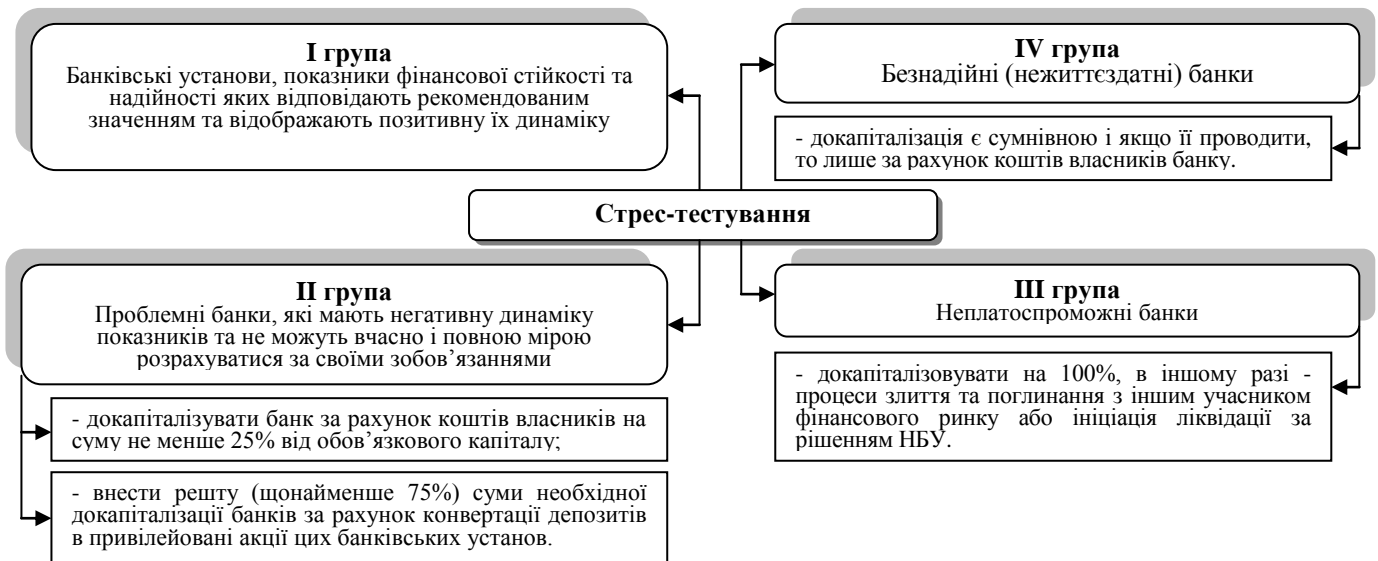 I група
Банківські установи, показники фінансової стійкості та
надійності яких відповідають рекомендованим
значенням та відображають позитивну їх динаміку
IV група
Безнадійні (нежиттєздатні) банки
- докапіталізація є сумнівною і якщо її проводити,
то лише за рахунок коштів власників банку.
Стрес-тестування
II група
Проблемні банки, які мають негативну динаміку
показників та не можуть вчасно і повною мірою
розрахуватися за своїми зобов’язаннями
- докапіталізувати банк за рахунок коштів власників на
суму не менше 25% від обов’язкового капіталу;
- внести решту (щонайменше 75%) суми необхідної
докапіталізації банків за рахунок конвертації депозитів
в привілейовані акції цих банківських установ.
III група
Неплатоспроможні банки
- докапіталізовувати на 100%, в іншому разі -
процеси злиття та поглинання з іншим учасником
фінансового ринку або ініціація ліквідації за
рішенням НБУ.